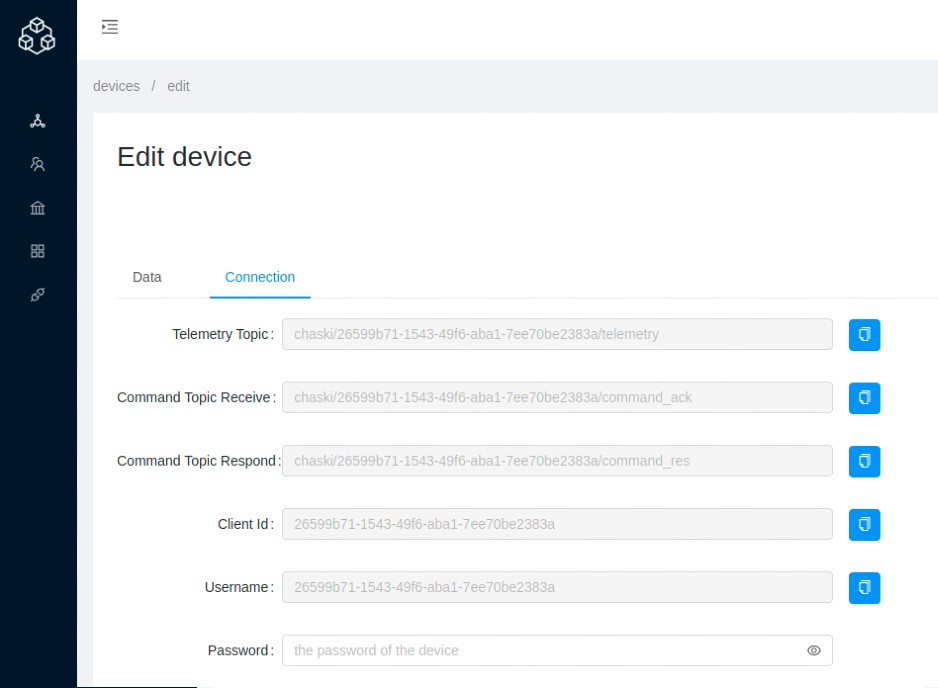 devices / edit
Edit device
Data Connection
Telemetry Topic : chaski/26599b71-1543-49f6-aba1-7ee70be2383a/telemetry
Command Topic Receive : chaski/26599b71-1543-49f6-aba1-7ee70be2383a/command_ack
Command Topic Respond : chaski/26599b71-1543-49f6-aba1-7ee70be2383a/command_res
Client Id : 26599b71-1543-49f6-aba1-7ee70be2383a
Username : 26599b71-1543-49f6-aba1-7ee70be2383a
Password : the password of the device